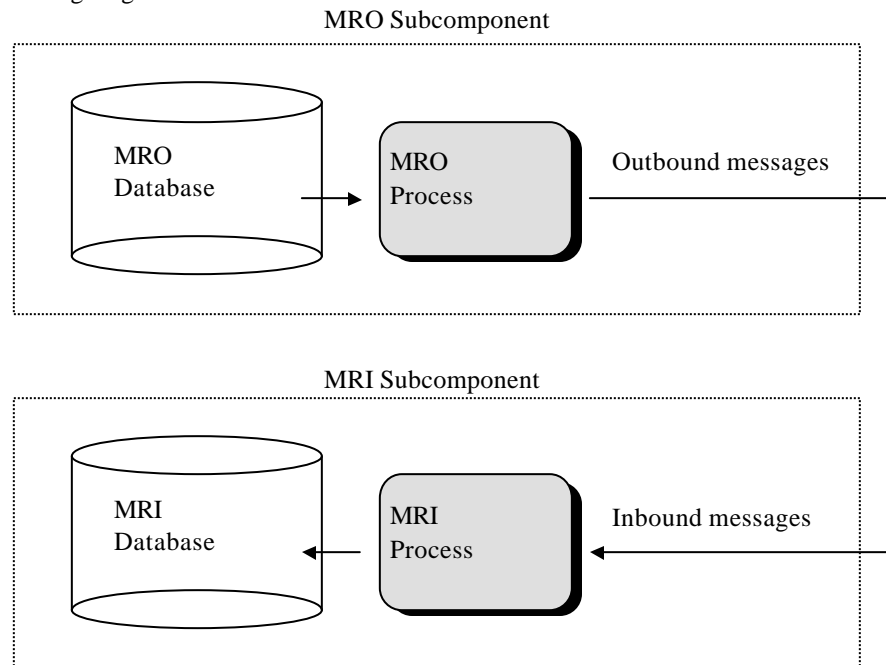 MRO Subcomponent
MRO
Database
MRO
Process
Outbound messages
MRI Subcomponent
MRI
Database
MRI
Process
Inbound messages